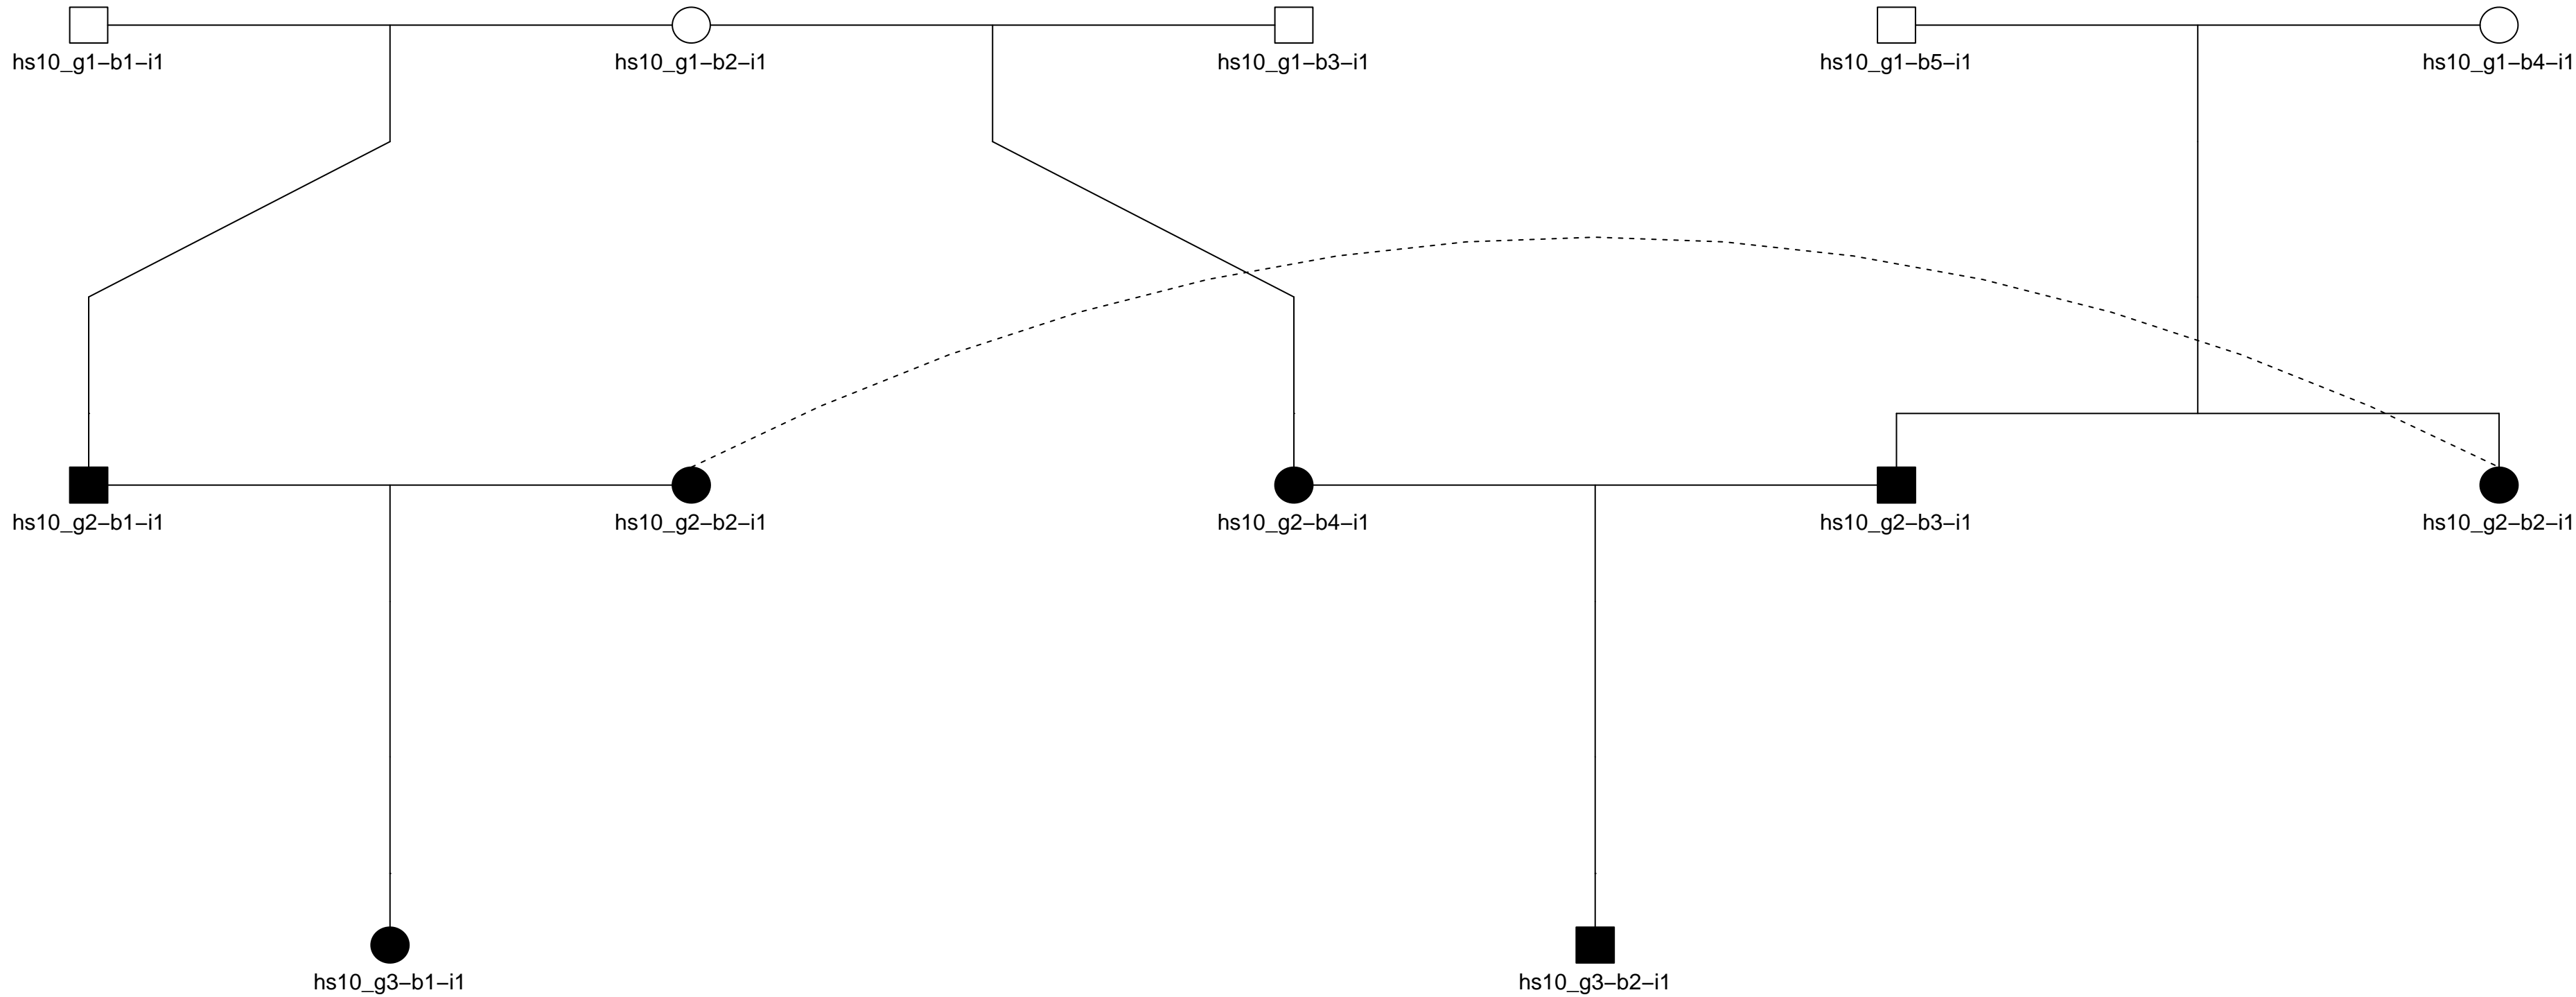 hs10_g1–b1–i1
hs10_g1–b2–i1
hs10_g1–b3–i1
hs10_g1–b5–i1
hs10_g1–b4–i1
hs10_g2–b1–i1
hs10_g2–b2–i1
hs10_g2–b4–i1
hs10_g2–b3–i1
hs10_g2–b2–i1
hs10_g3–b1–i1
hs10_g3–b2–i1